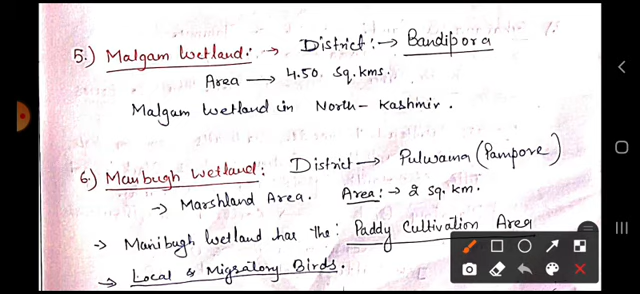 5.) Malgam Wetland: → District :→ Bandipora
Area → 4.50 Sq.kms.
Malgam Wetland in North-Kashmir.
6.) Manibugh Wetland: District → Pulwama (Pampore)
→ Marshland Area. Area :→ 2 sq.km.
→ Manibugh Wetland has the: Paddy Cultivation Area
→ Local & Migratory Birds.